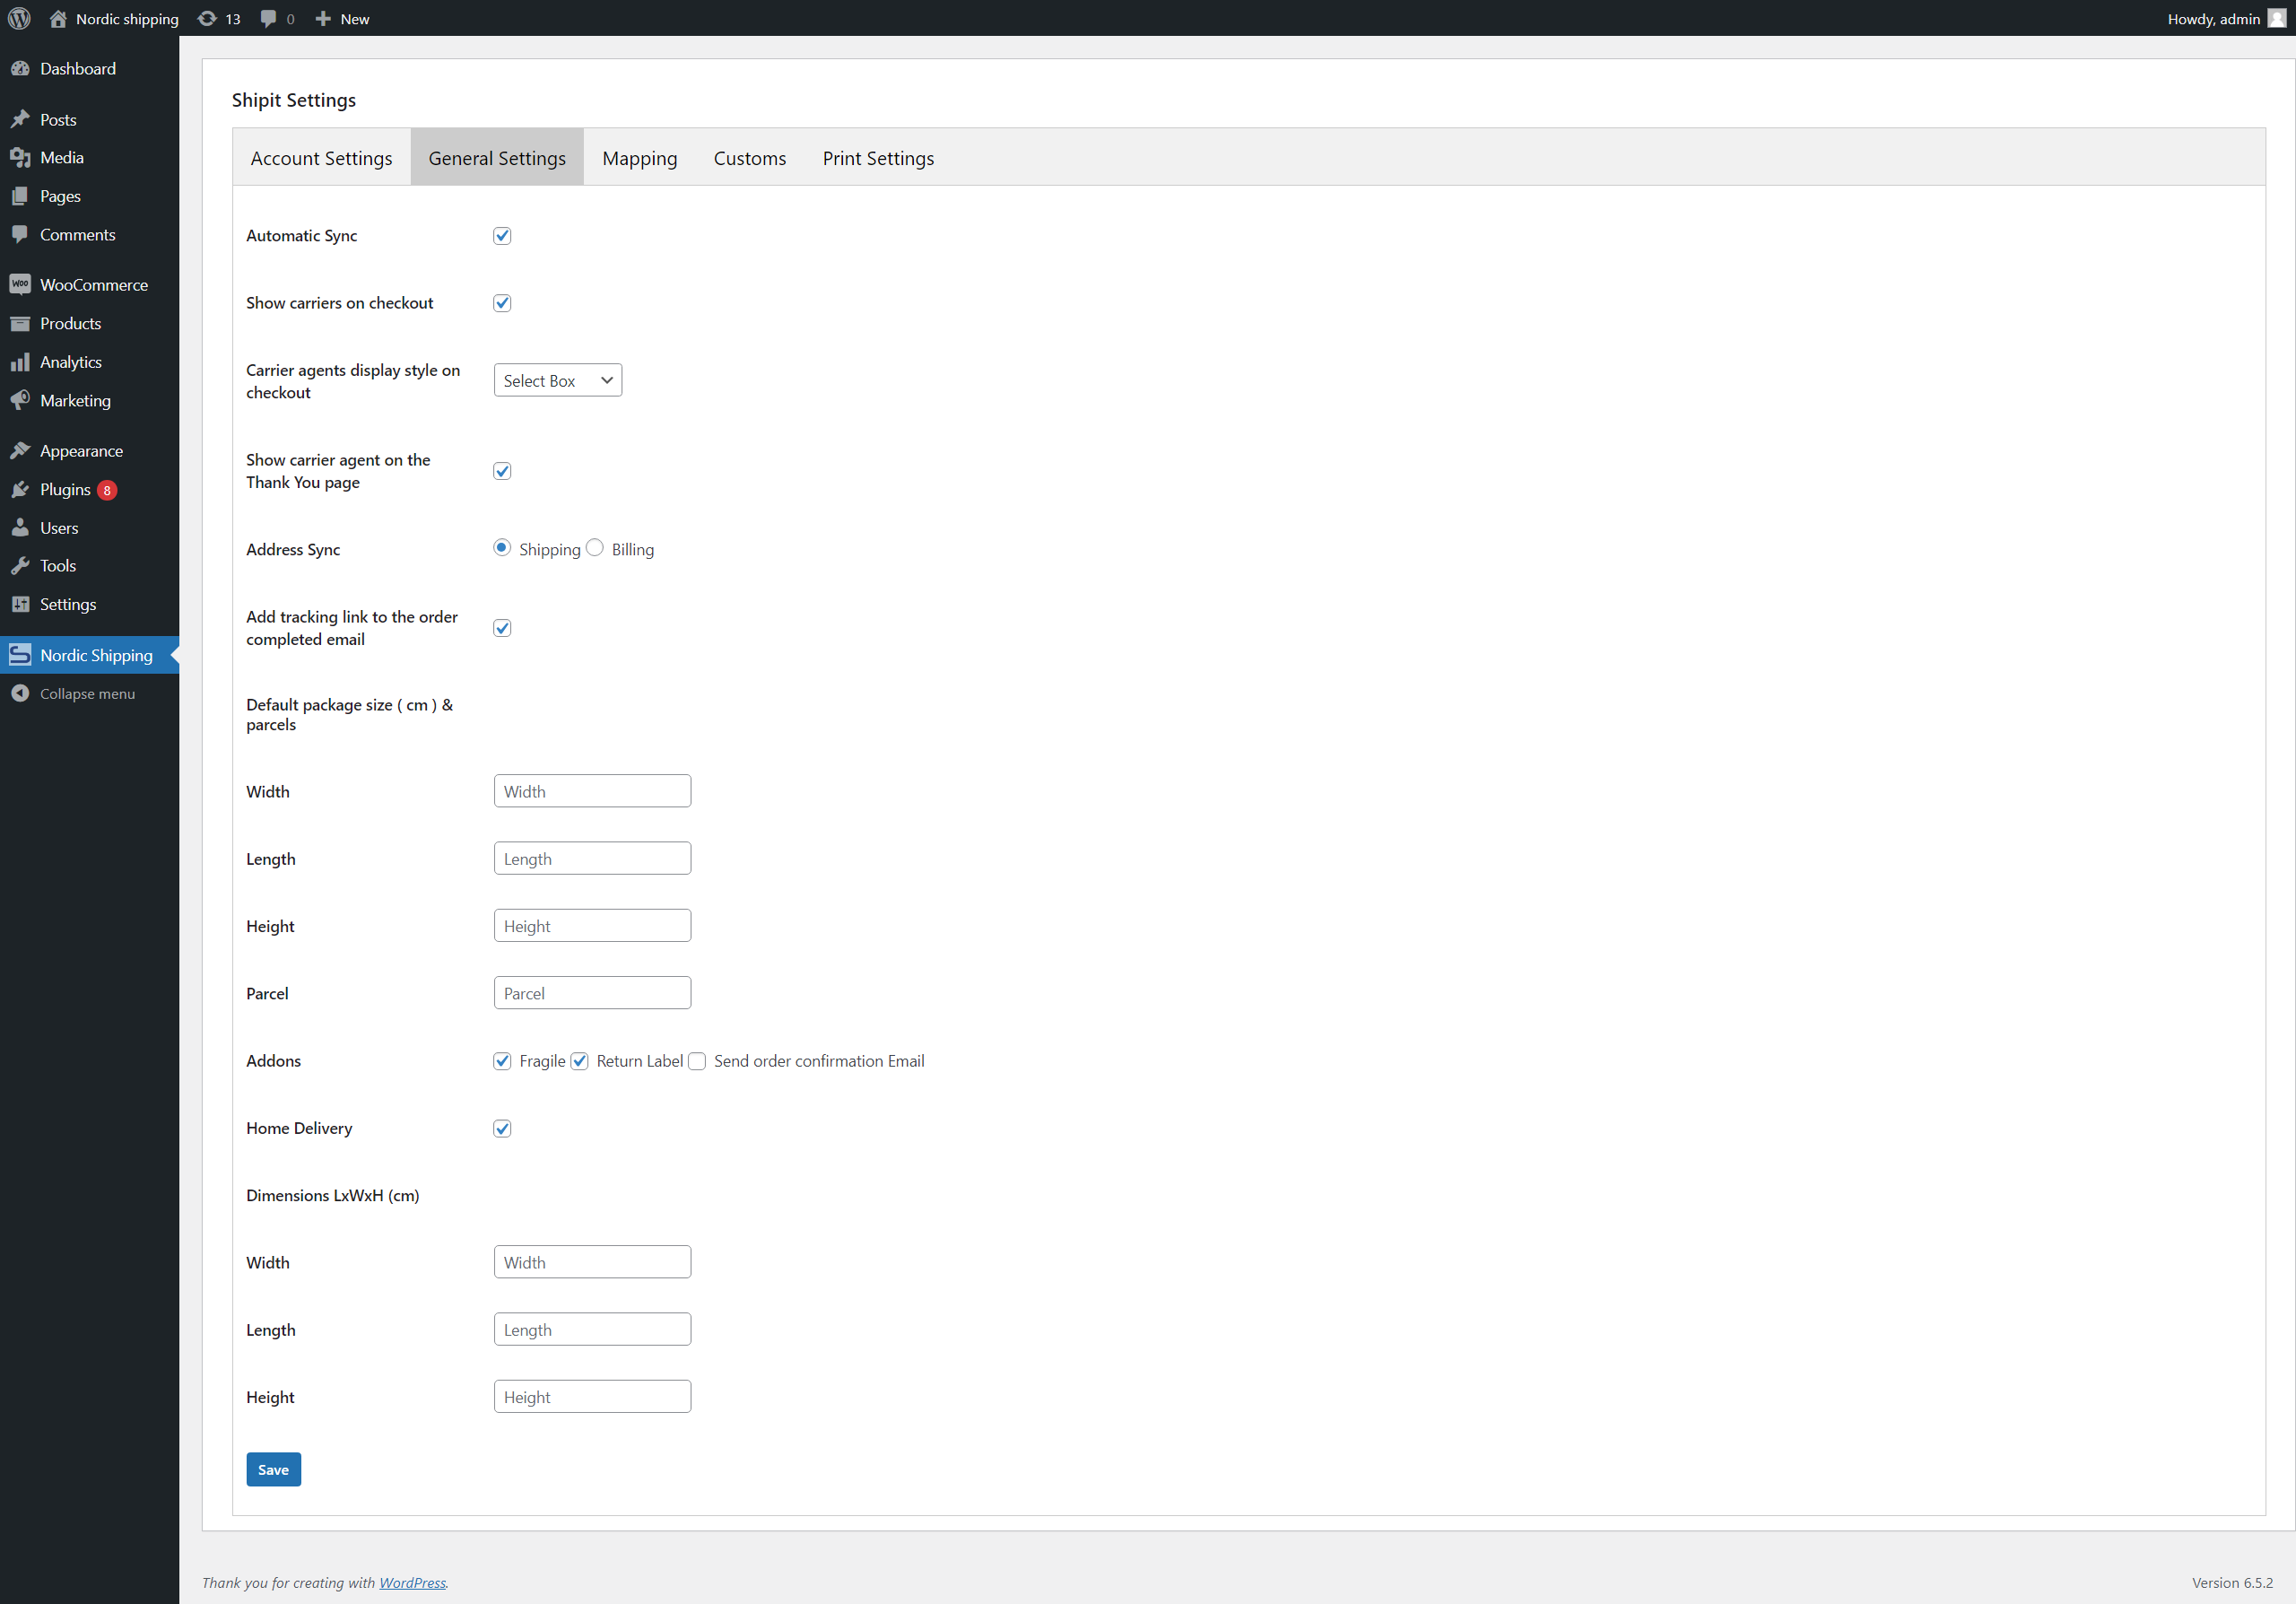 Nordic shipping 13 0 New Howdy, admin
Dashboard
Posts
Media
Pages
Comments
WooCommerce
Products
Analytics
Marketing
Appearance
Plugins 8
Users
Tools
Settings
Nordic Shipping
Collapse menu
Shipit Settings
Account Settings General Settings Mapping Customs Print Settings
Automatic Sync
Show carriers on checkout
Carrier agents display style on
checkout
Select Box
Show carrier agent on the
Thank You page
Address Sync Shipping Billing
Add tracking link to the order
completed email
Default package size ( cm ) &
parcels
Width Width
Length Length
Height Height
Parcel Parcel
Addons Fragile Return Label Send order confirmation Email
Home Delivery
Dimensions LxWxH (cm)
Width Width
Length Length
Height Height
Save
Thank you for creating with WordPress. Version 6.5.2